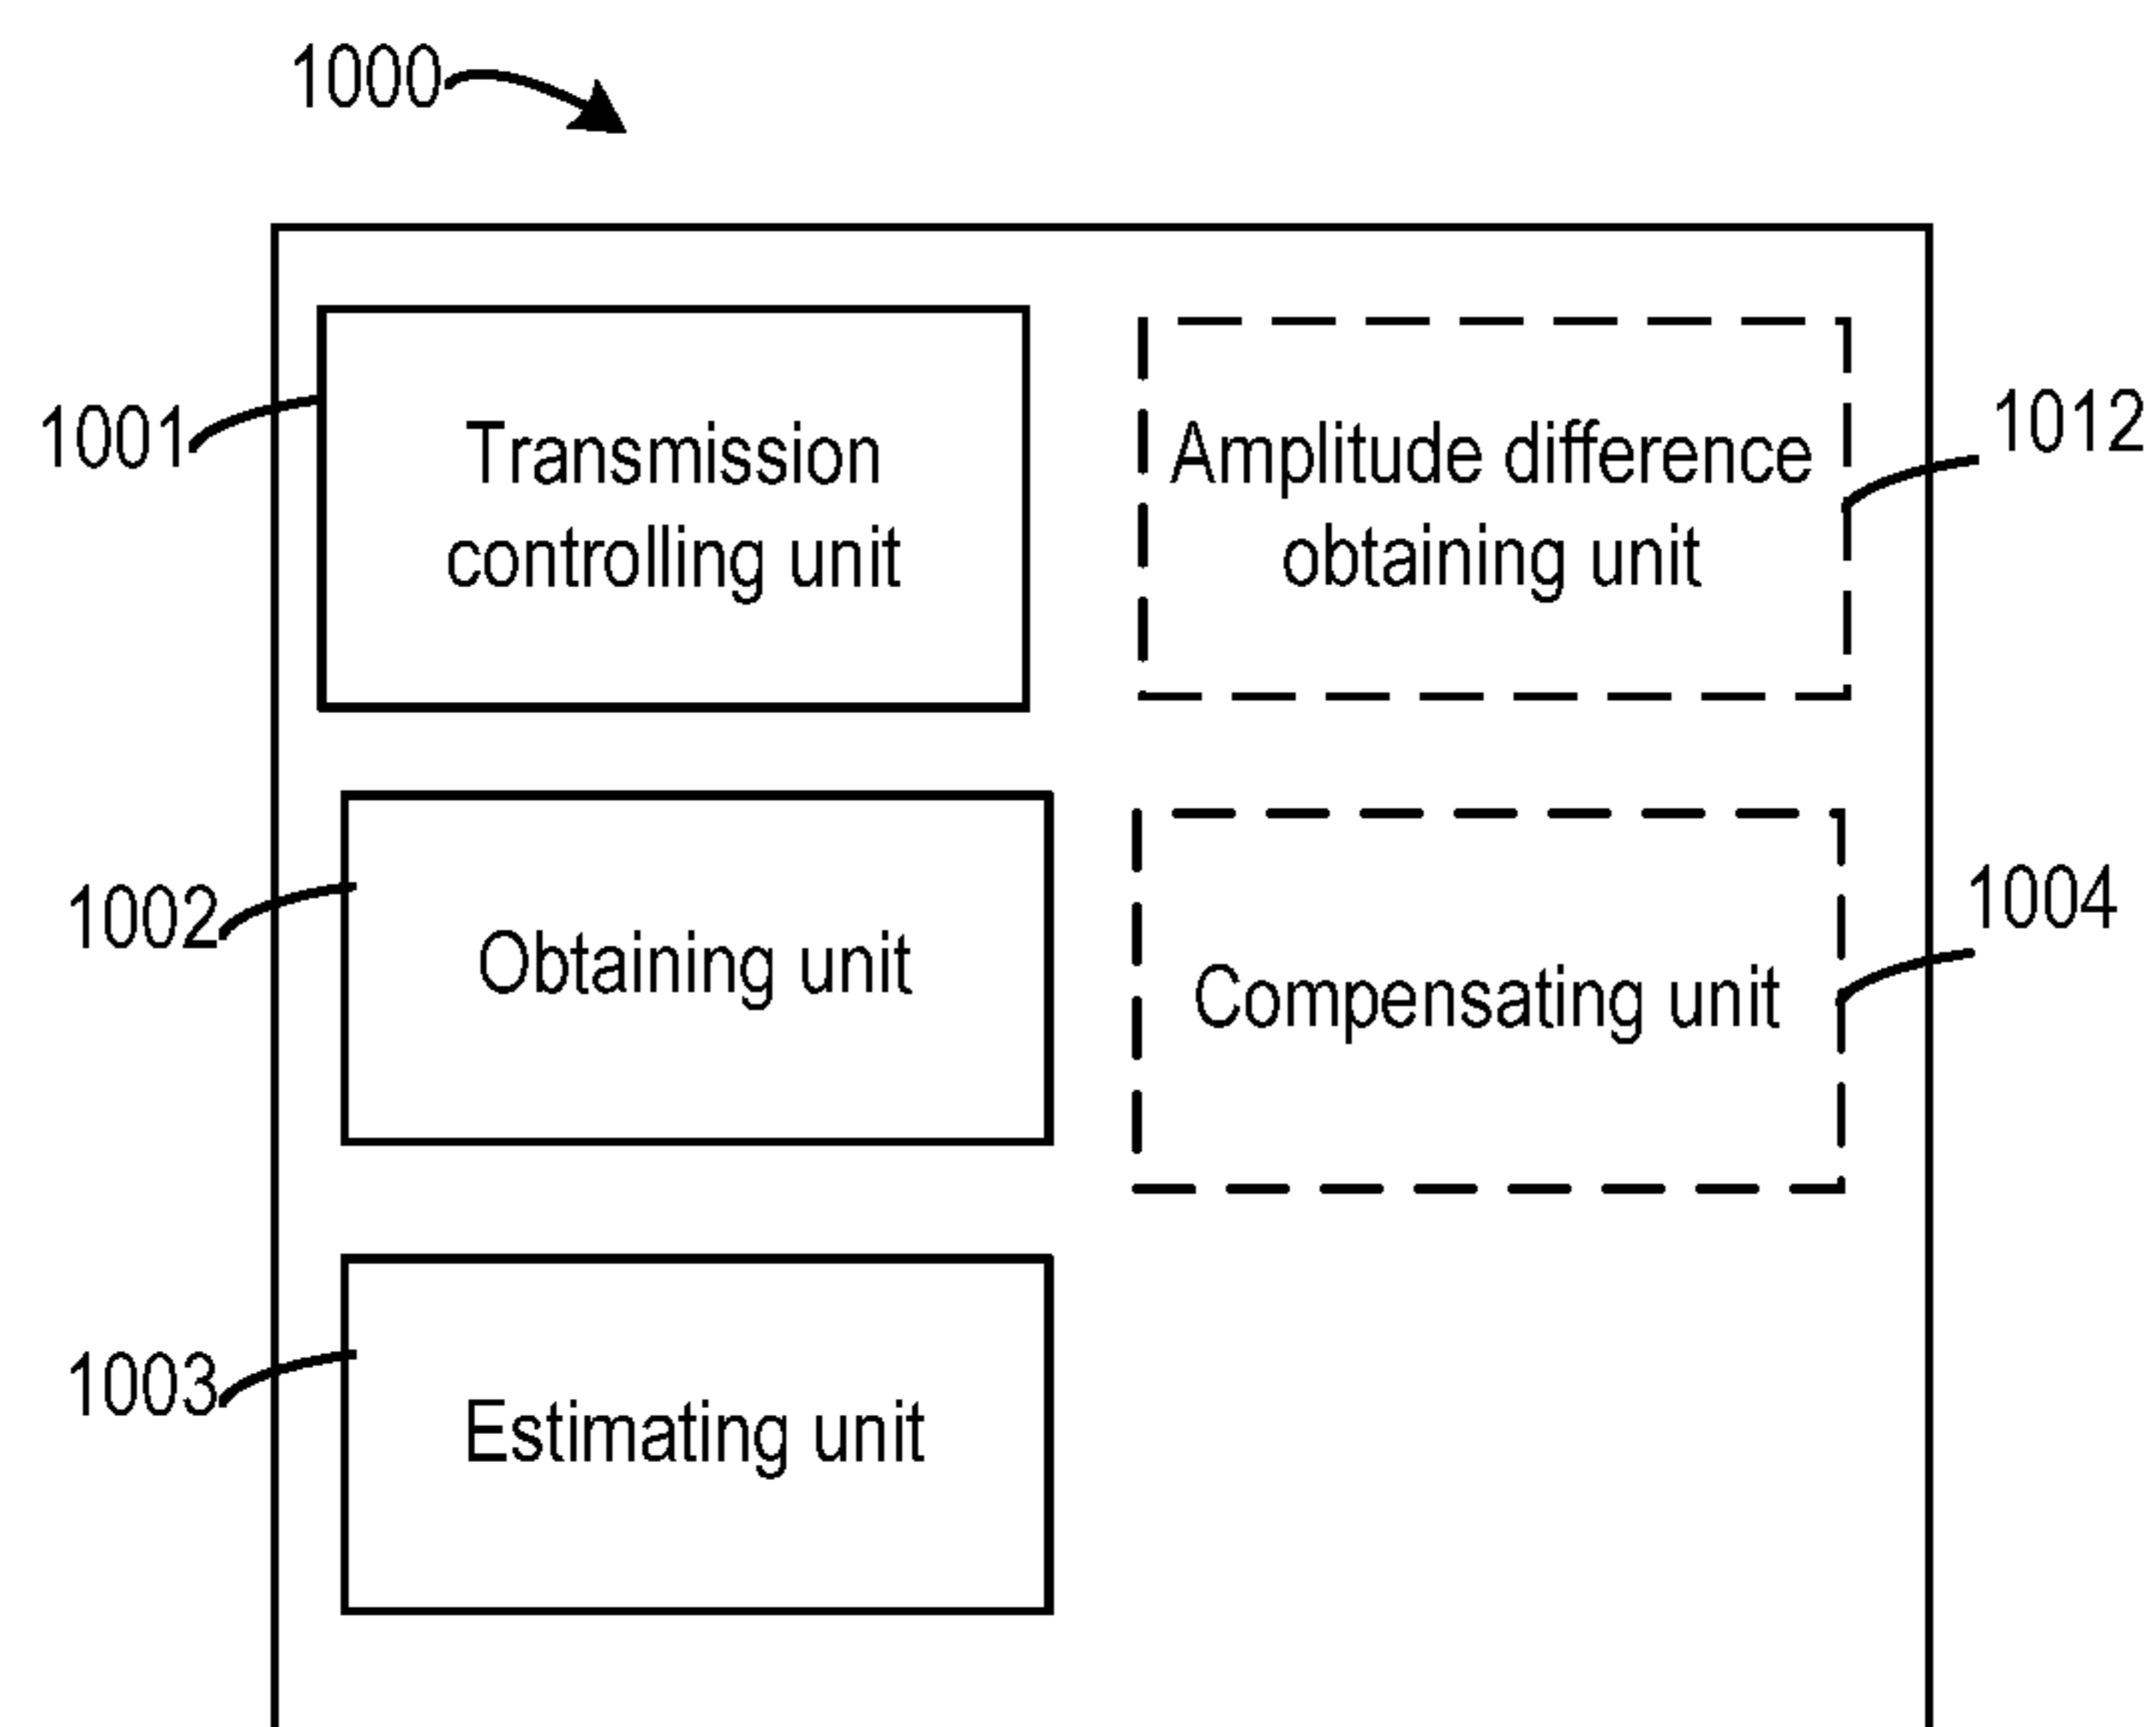 1000
1001
Transmission
controlling unit
Amplitude difference
obtaining unit
1012
1002
Obtaining unit
Compensating unit
1004
1003
Estimating unit